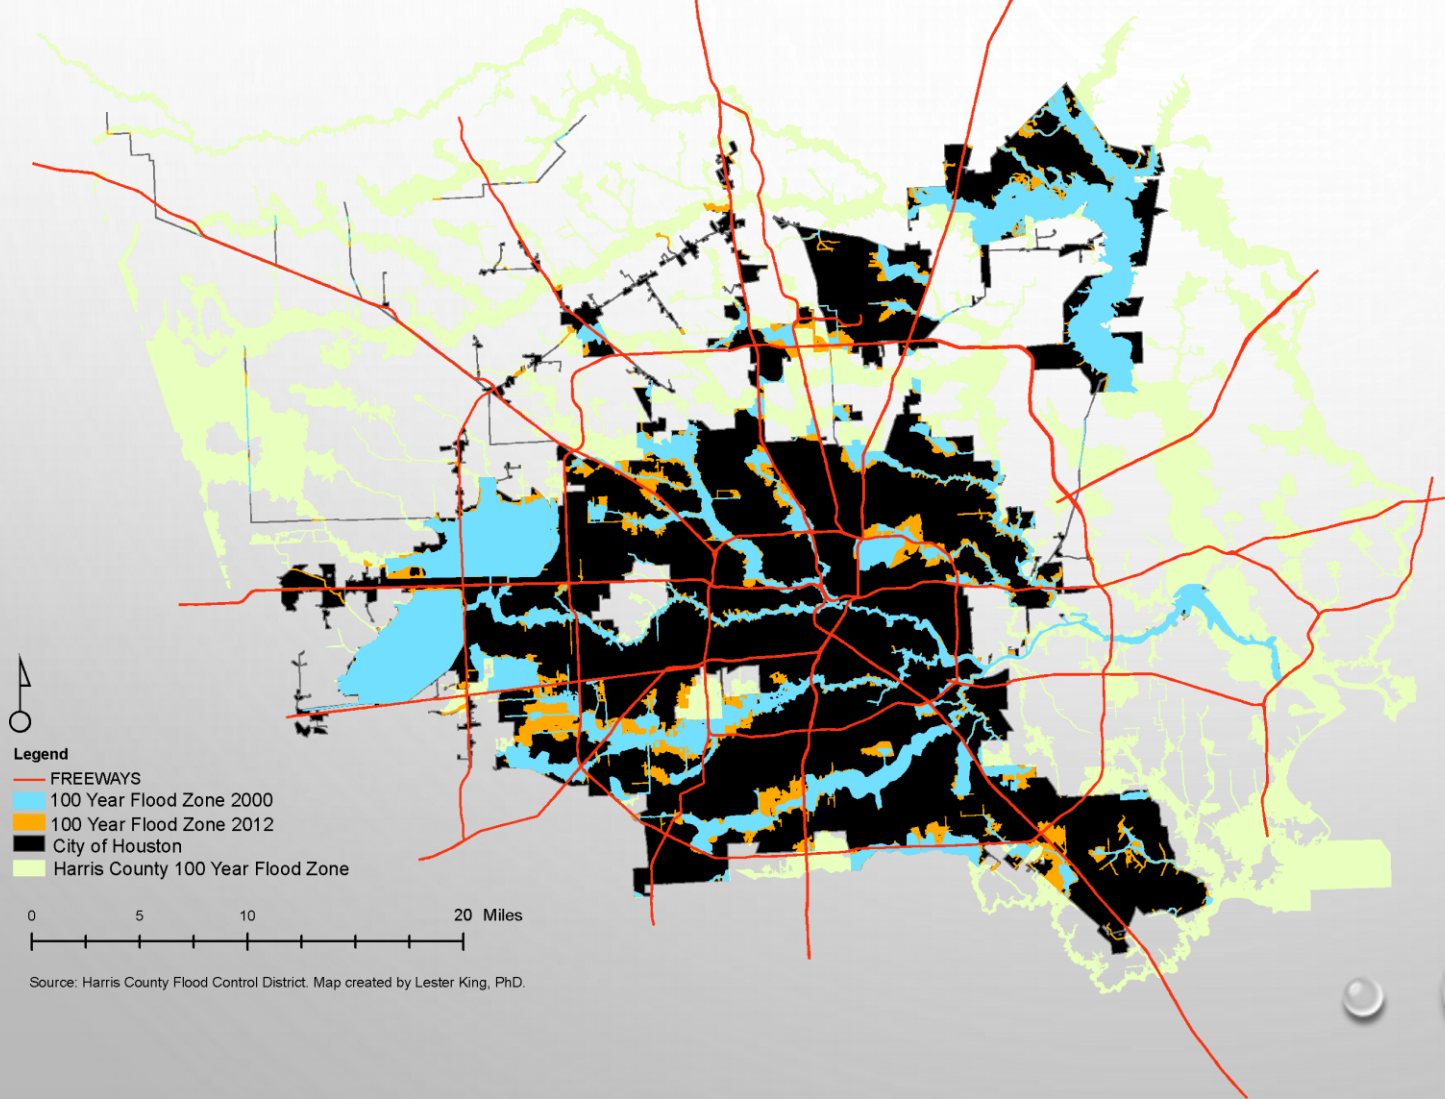 Legend
FREEWAYS
100 Year Flood Zone 2000
100 Year Flood Zone 2012
City of Houston
Harris County 100 Year Flood Zone
0 5 10 20 Miles
Source: Harris County Flood Control District. Map created by Lester King, PhD.